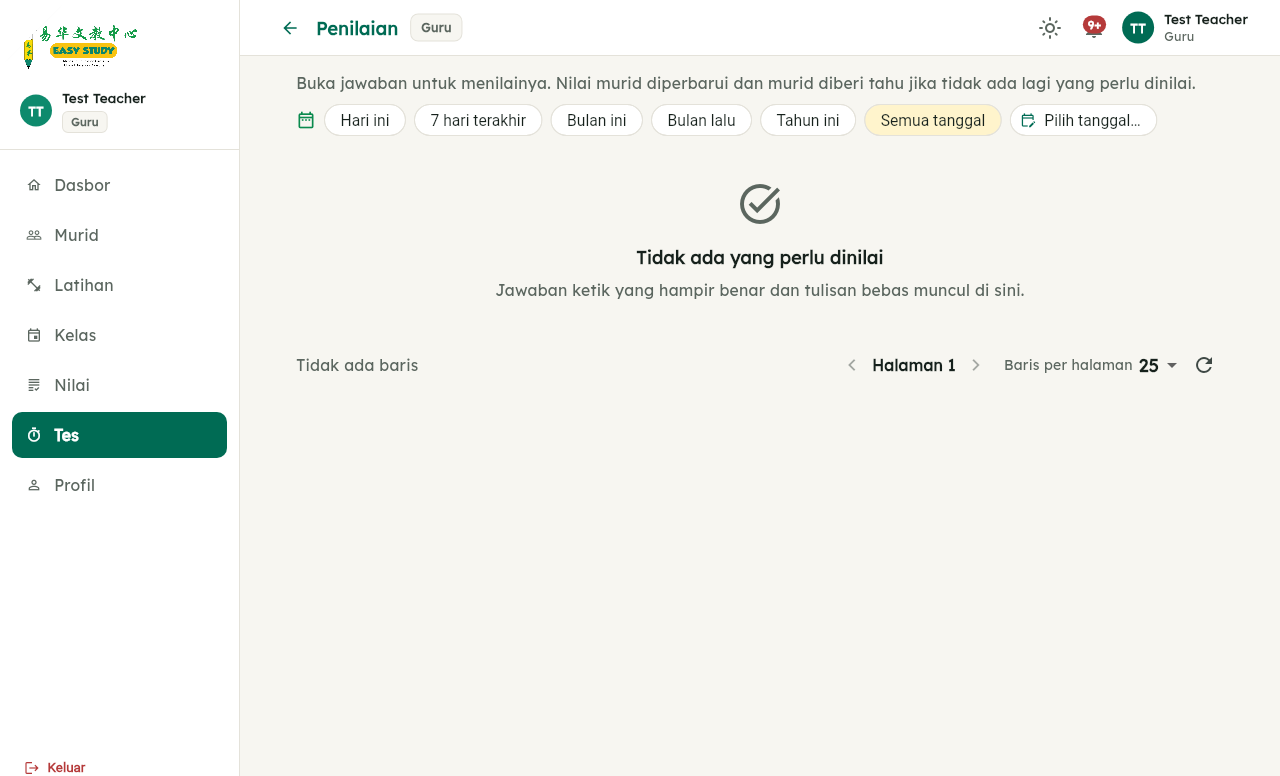 易华文教中心
EASY STUDY
Test Teacher
Guru
TT
Dasbor
Murid
Latihan
Kelas
Nilai
Tes
Profil
Keluar
Penilaian
Guru
9+
TT
Test Teacher
Guru
Buka jawaban untuk menilainya. Nilai murid diperbarui dan murid diberi tahu jika tidak ada lagi yang perlu dinilai.
Hari ini
7 hari terakhir
Bulan ini
Bulan lalu
Tahun ini
Semua tanggal
Pilih tanggal...
Tidak ada yang perlu dinilai
Jawaban ketik yang hampir benar dan tulisan bebas muncul di sini.
Tidak ada baris
Halaman 1
Baris per halaman 25